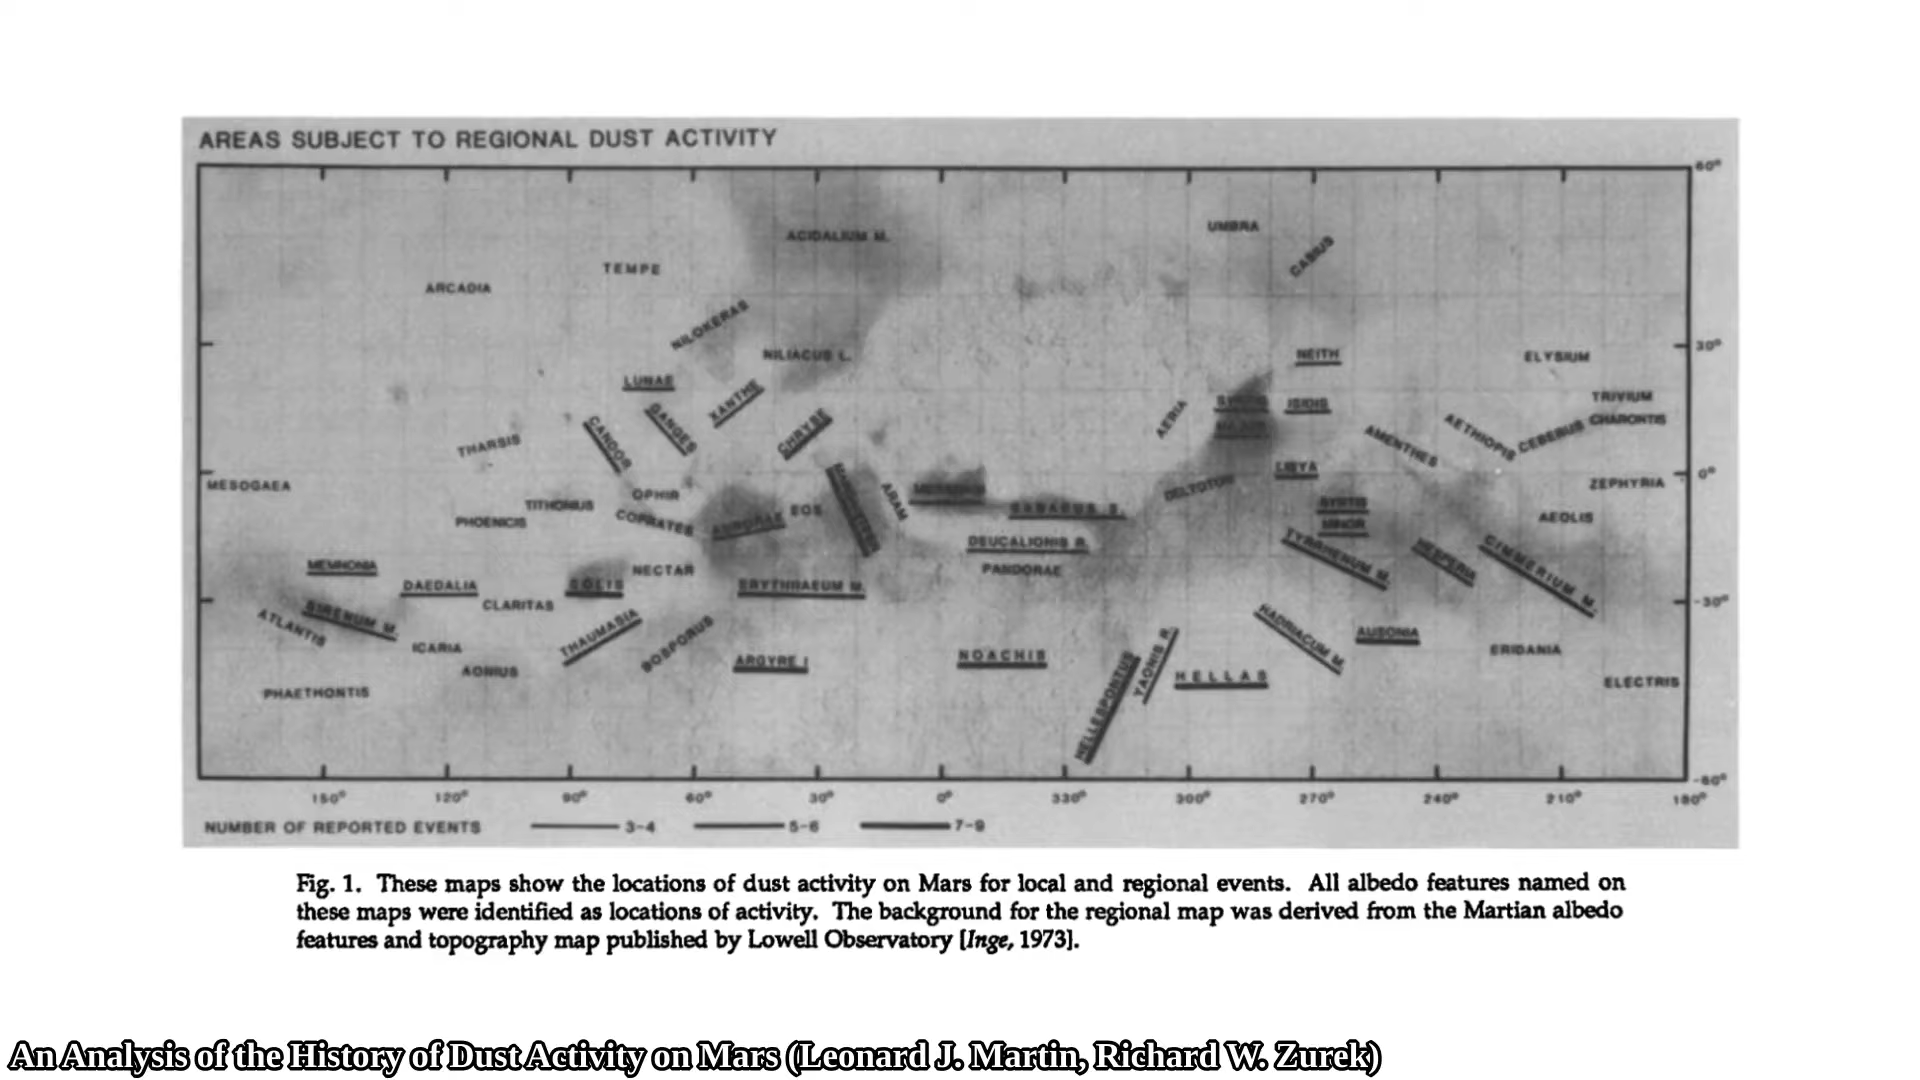 AREAS SUBJECT TO REGIONAL DUST ACTIVITY
60°
UMBRA
ACIDALIUM M.
CASIUS
TEMPE
ARCADIA
NILOKERAS
30°
NILIACUS L.
NEITH
ELYSIUM
LUNAE
XANTHE
TRIVIUM
CHARONTIS
ISIDIS
AERIA
GANGES
CHRYSE
CANDOR
AETHIOPIS
CEBERUS
AMENTHES
THARSIS
LIBYA
0°
MESOGAEA
ZEPHYRIA
DELTOTON
OPHIR
ARAM
TITHONIUS
EOS
SYRTIS
MINOR
SABAEUS S.
PHOENICIS
COPRATES
AURORAE
AEOLIS
DEUCALIONIS R.
TYRRHENUM M.
HESPERIA
CIMMERIUM M.
MEMNONIA
NECTAR
PANDORAE
DAEDALIA
SOLIS
ERYTHRAEUM M.
-30°
CLARITAS
SIRENUM M.
ATLANTIS
THAUMASIA
BOSPORUS
HADRIACUM M.
AUSONIA
ICARIA
ERIDANIA
ARGYRE I
NOACHIS
YAONIS R.
AONIUS
HELLAS
ELECTRIS
PHAETHONTIS
HELLESPONTUS
-60°
150° 120° 90° 60° 30° 0° 330° 300° 270° 240° 210° 180°
NUMBER OF REPORTED EVENTS 3-4 5-6 7-9
Fig. 1. These maps show the locations of dust activity on Mars for local and regional events. All albedo features named on
these maps were identified as locations of activity. The background for the regional map was derived from the Martian albedo
features and topography map published by Lowell Observatory [Inge, 1973].
An Analysis of the History of Dust Activity on Mars (Leonard J. Martin, Richard W. Zurek)